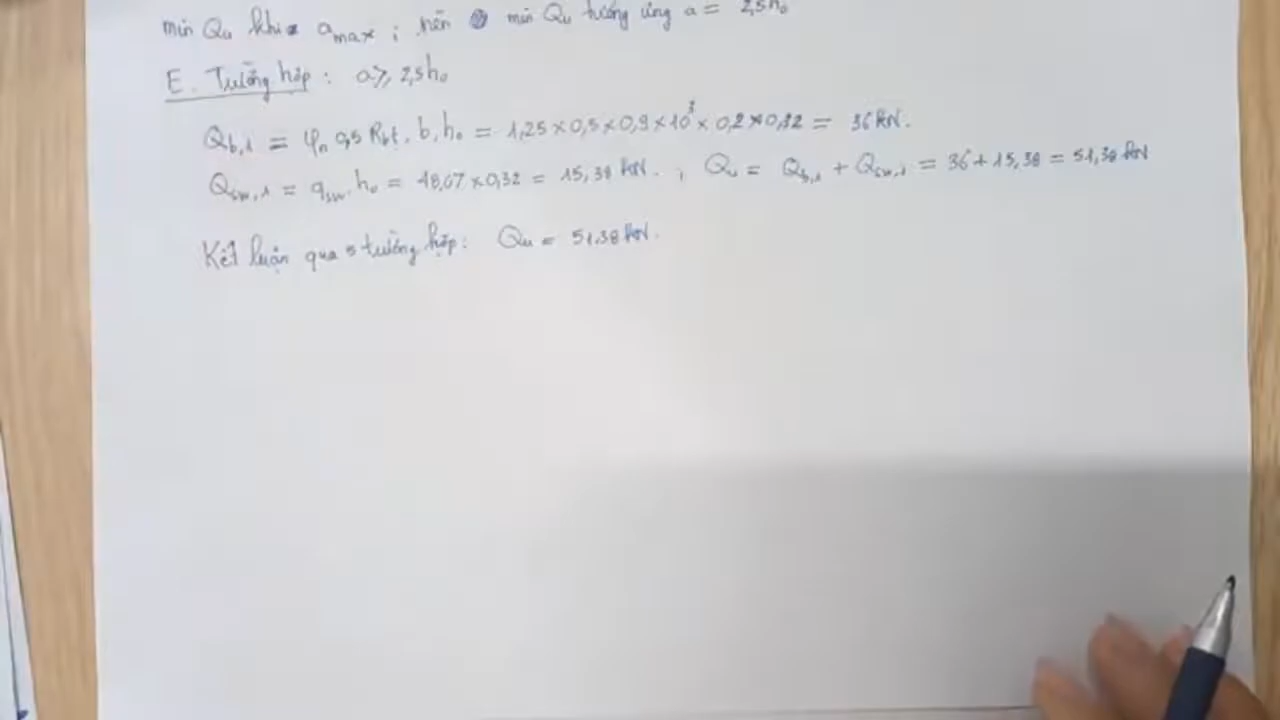 min Qu khi a max ; nên min Qu tương ứng a = 2,5h₀
E. Trường hợp : a ≥ 2,5h₀
Qb,1 = φn 0,5 Rbt . b . h₀ = 1,25 × 0,5 × 0,9 × 10³ × 0,2 × 0,32 = 36 kN.
Qsw,1 = qsw . h₀ = 48,07 × 0,32 = 15,38 kN. ; Qu = Qb,1 + Qsw,1 = 36 + 15,38 = 51,38 kN
Kết luận qua 5 trường hợp : Qu = 51,38 kN.